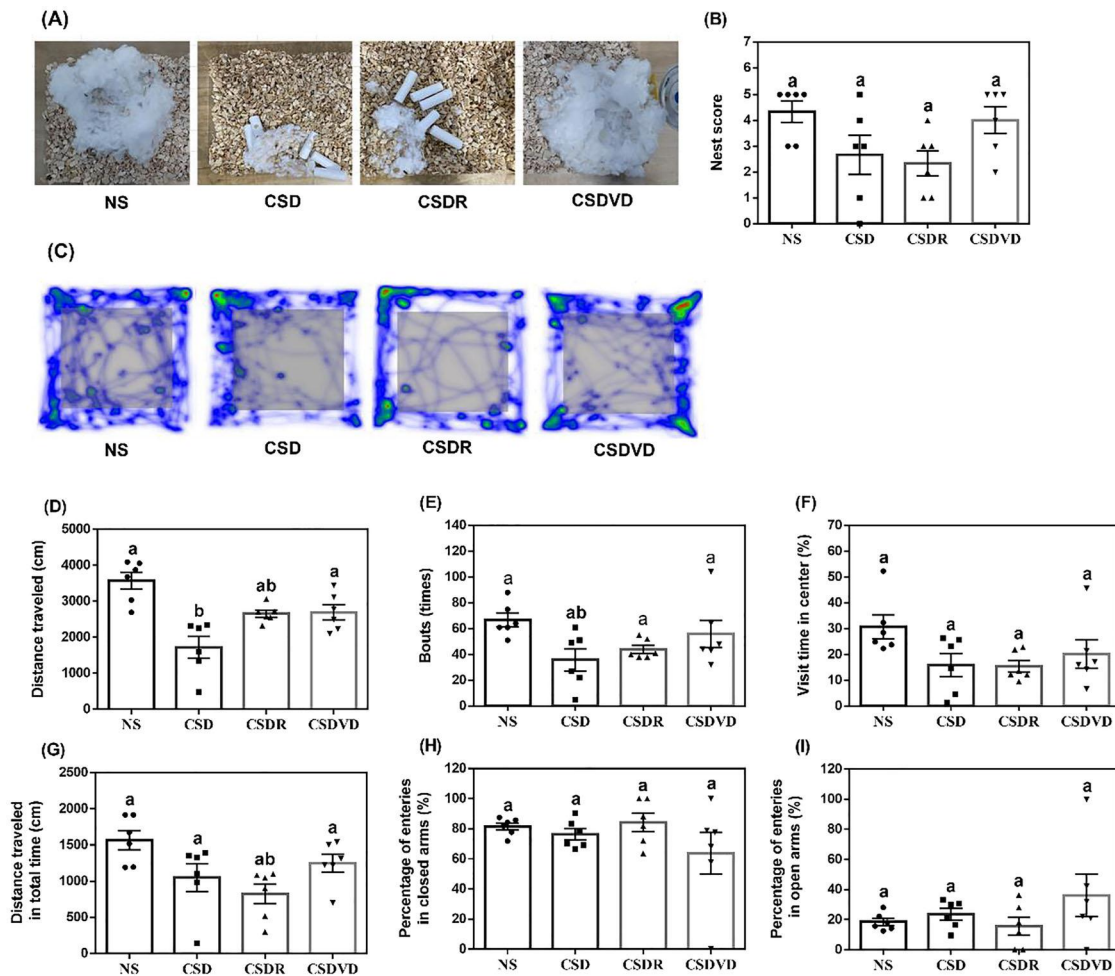 (A)
NS CSD CSDR CSDVD
(B)
Nest score
7
6
5
4
3
2
1
0
a a a a
NS CSD CSDR CSDVD
(C)
NS CSD CSDR CSDVD
(D)
Distance traveled (cm)
5000
4000
3000
2000
1000
0
a b ab a
NS CSD CSDR CSDVD
(E)
Bouts (times)
140
120
100
80
60
40
20
0
a ab a a
NS CSD CSDR CSDVD
(F)
Visit time in center (%)
70
60
50
40
30
20
10
0
a a a a
NS CSD CSDR CSDVD
(G)
Distance traveled
in total time (cm)
2500
2000
1500
1000
500
0
a a ab a
NS CSD CSDR CSDVD
(H)
Percentage of enteries
in closed arms (%)
120
100
80
60
40
20
0
a a a a
NS CSD CSDR CSDVD
(I)
Percentage of enteries
in open arms (%)
120
100
80
60
40
20
0
a a a a
NS CSD CSDR CSDVD